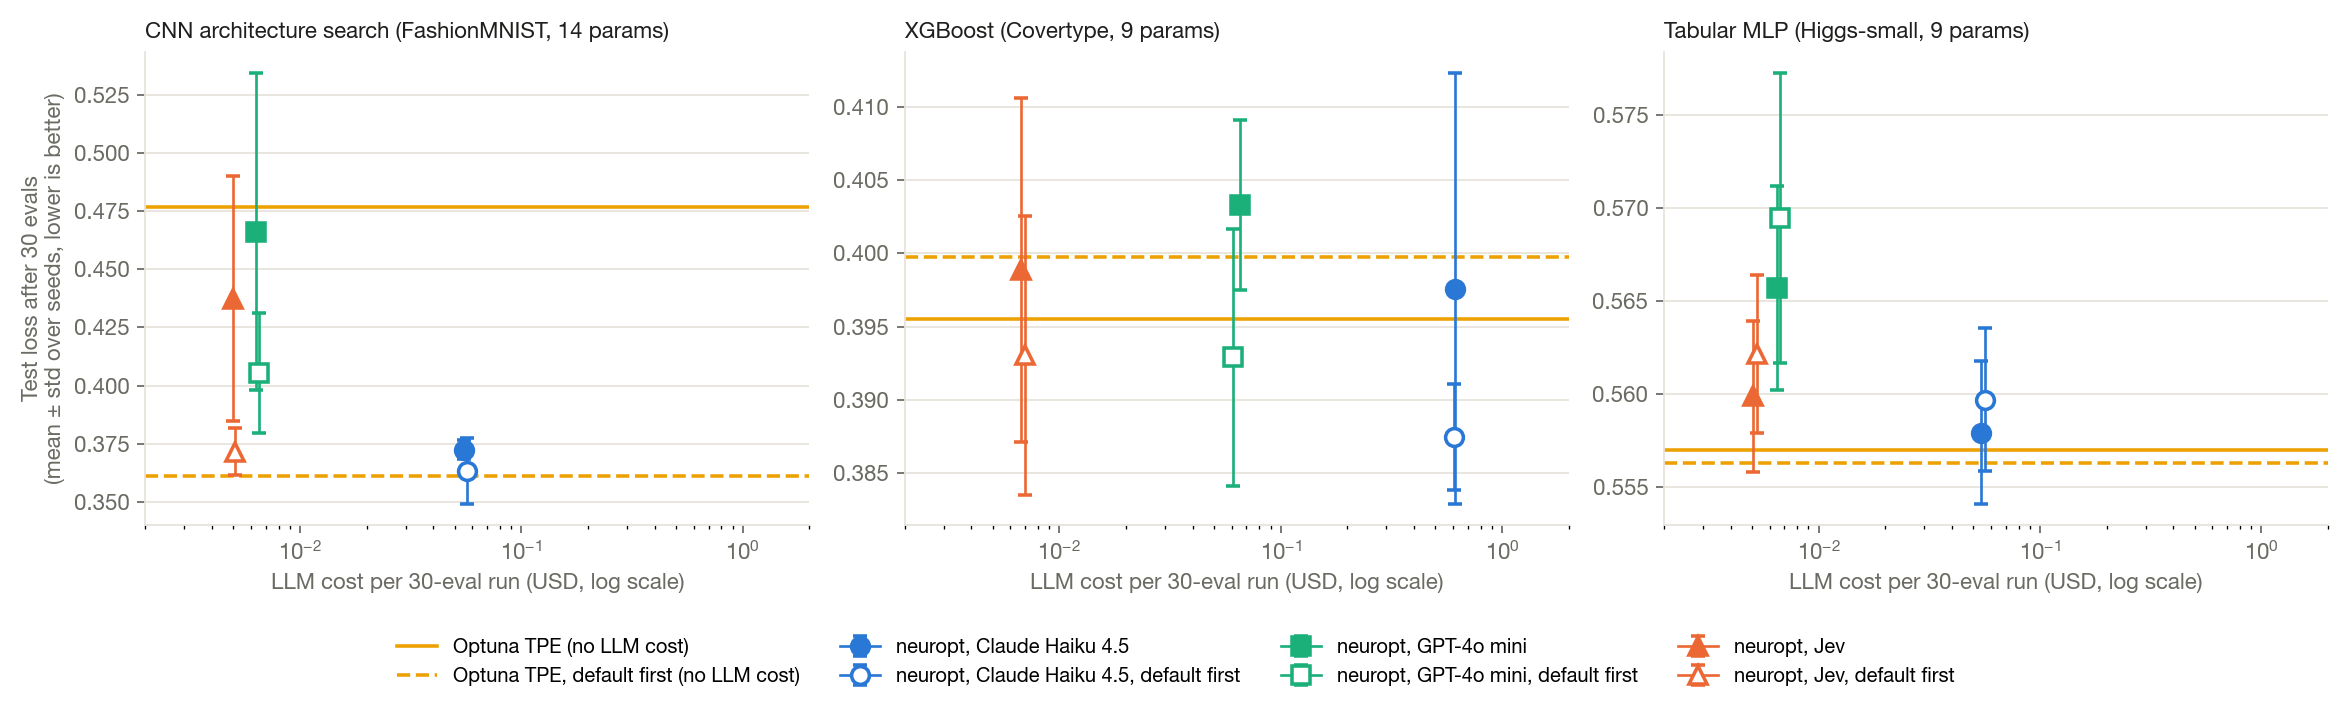 CNN architecture search (FashionMNIST, 14 params)
XGBoost (Covertype, 9 params)
Tabular MLP (Higgs-small, 9 params)
Test loss after 30 evals
(mean ± std over seeds, lower is better)
0.525
0.500
0.475
0.450
0.425
0.400
0.375
0.350
0.410
0.405
0.400
0.395
0.390
0.385
0.575
0.570
0.565
0.560
0.555
10⁻² 10⁻¹ 10⁰
10⁻² 10⁻¹ 10⁰
10⁻² 10⁻¹ 10⁰
LLM cost per 30-eval run (USD, log scale)
LLM cost per 30-eval run (USD, log scale)
LLM cost per 30-eval run (USD, log scale)
Optuna TPE (no LLM cost)
Optuna TPE, default first (no LLM cost)
neuropt, Claude Haiku 4.5
neuropt, Claude Haiku 4.5, default first
neuropt, GPT-4o mini
neuropt, GPT-4o mini, default first
neuropt, Jev
neuropt, Jev, default first